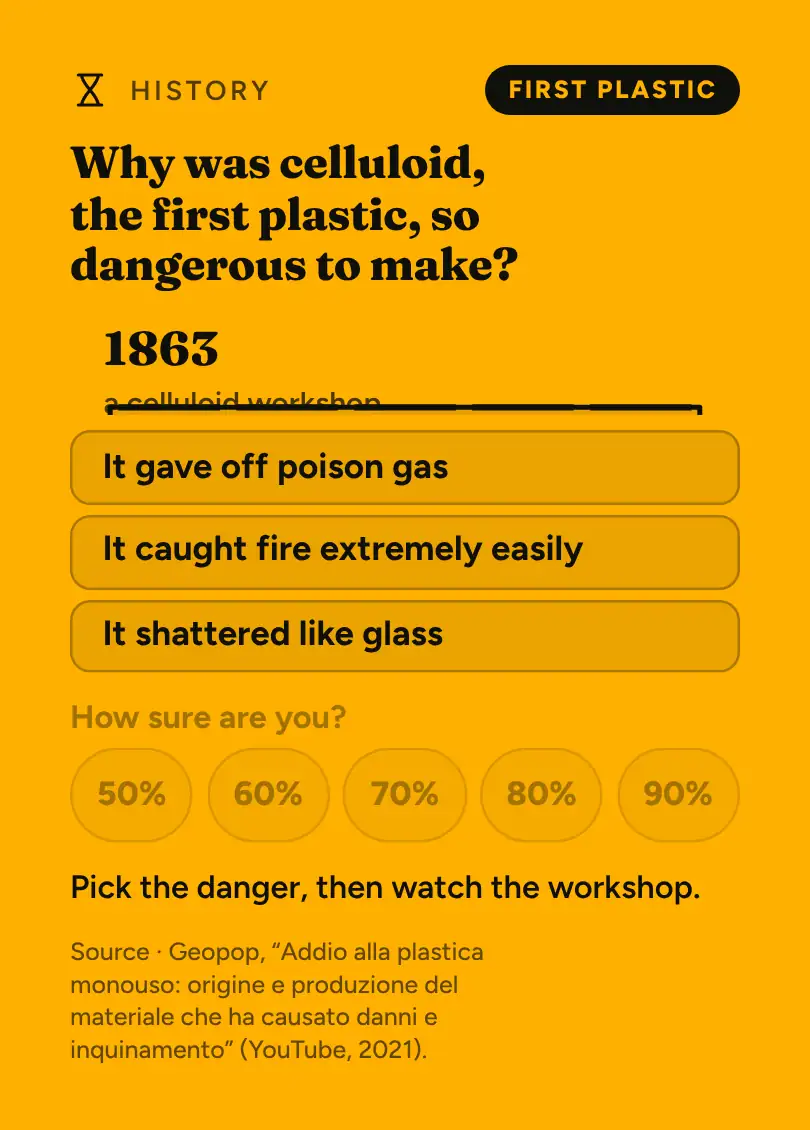 HISTORY
FIRST PLASTIC
Why was celluloid,
the first plastic, so
dangerous to make?
1863
a celluloid workshop
It gave off poison gas
It caught fire extremely easily
It shattered like glass
How sure are you?
50% 60% 70% 80% 90%
Pick the danger, then watch the workshop.
Source · Geopop, “Addio alla plastica
monouso: origine e produzione del
materiale che ha causato danni e
inquinamento” (YouTube, 2021).